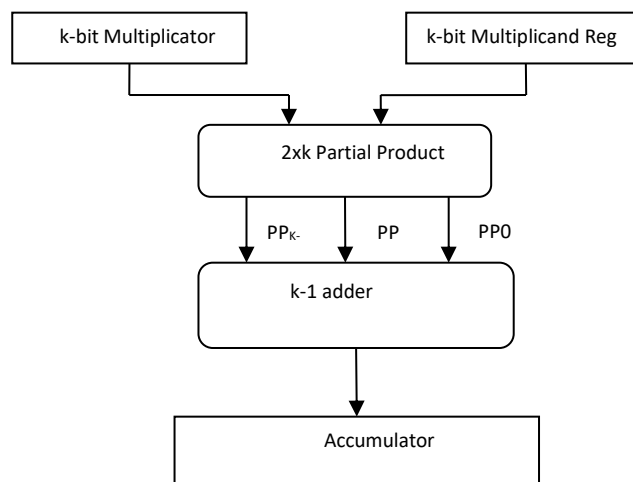 k-bit Multiplicator
k-bit Multiplicand Reg
2xk Partial Product
PPK-
PP
PP0
k-1 adder
Accumulator